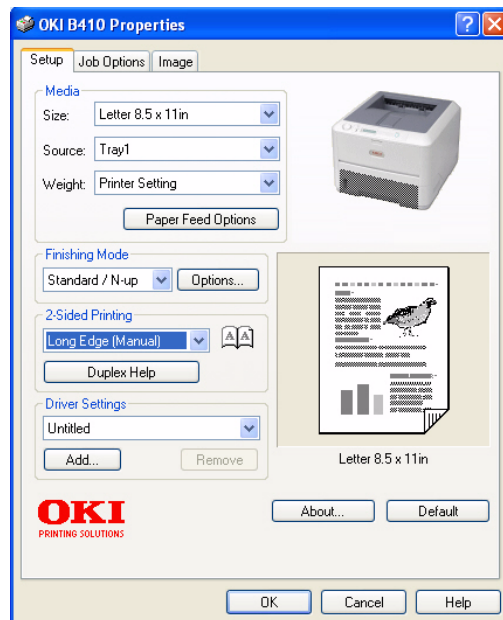 OKI B410 Properties
Setup Job Options Image
Media
Size: Letter 8.5 x 11in
Source: Tray1
Weight: Printer Setting
Paper Feed Options
Finishing Mode
Standard / N-up Options...
2-Sided Printing
Long Edge (Manual) A A
Duplex Help
Driver Settings
Untitled
Add... Remove
Letter 8.5 x 11in
OKI
PRINTING SOLUTIONS
About... Default
OK Cancel Help